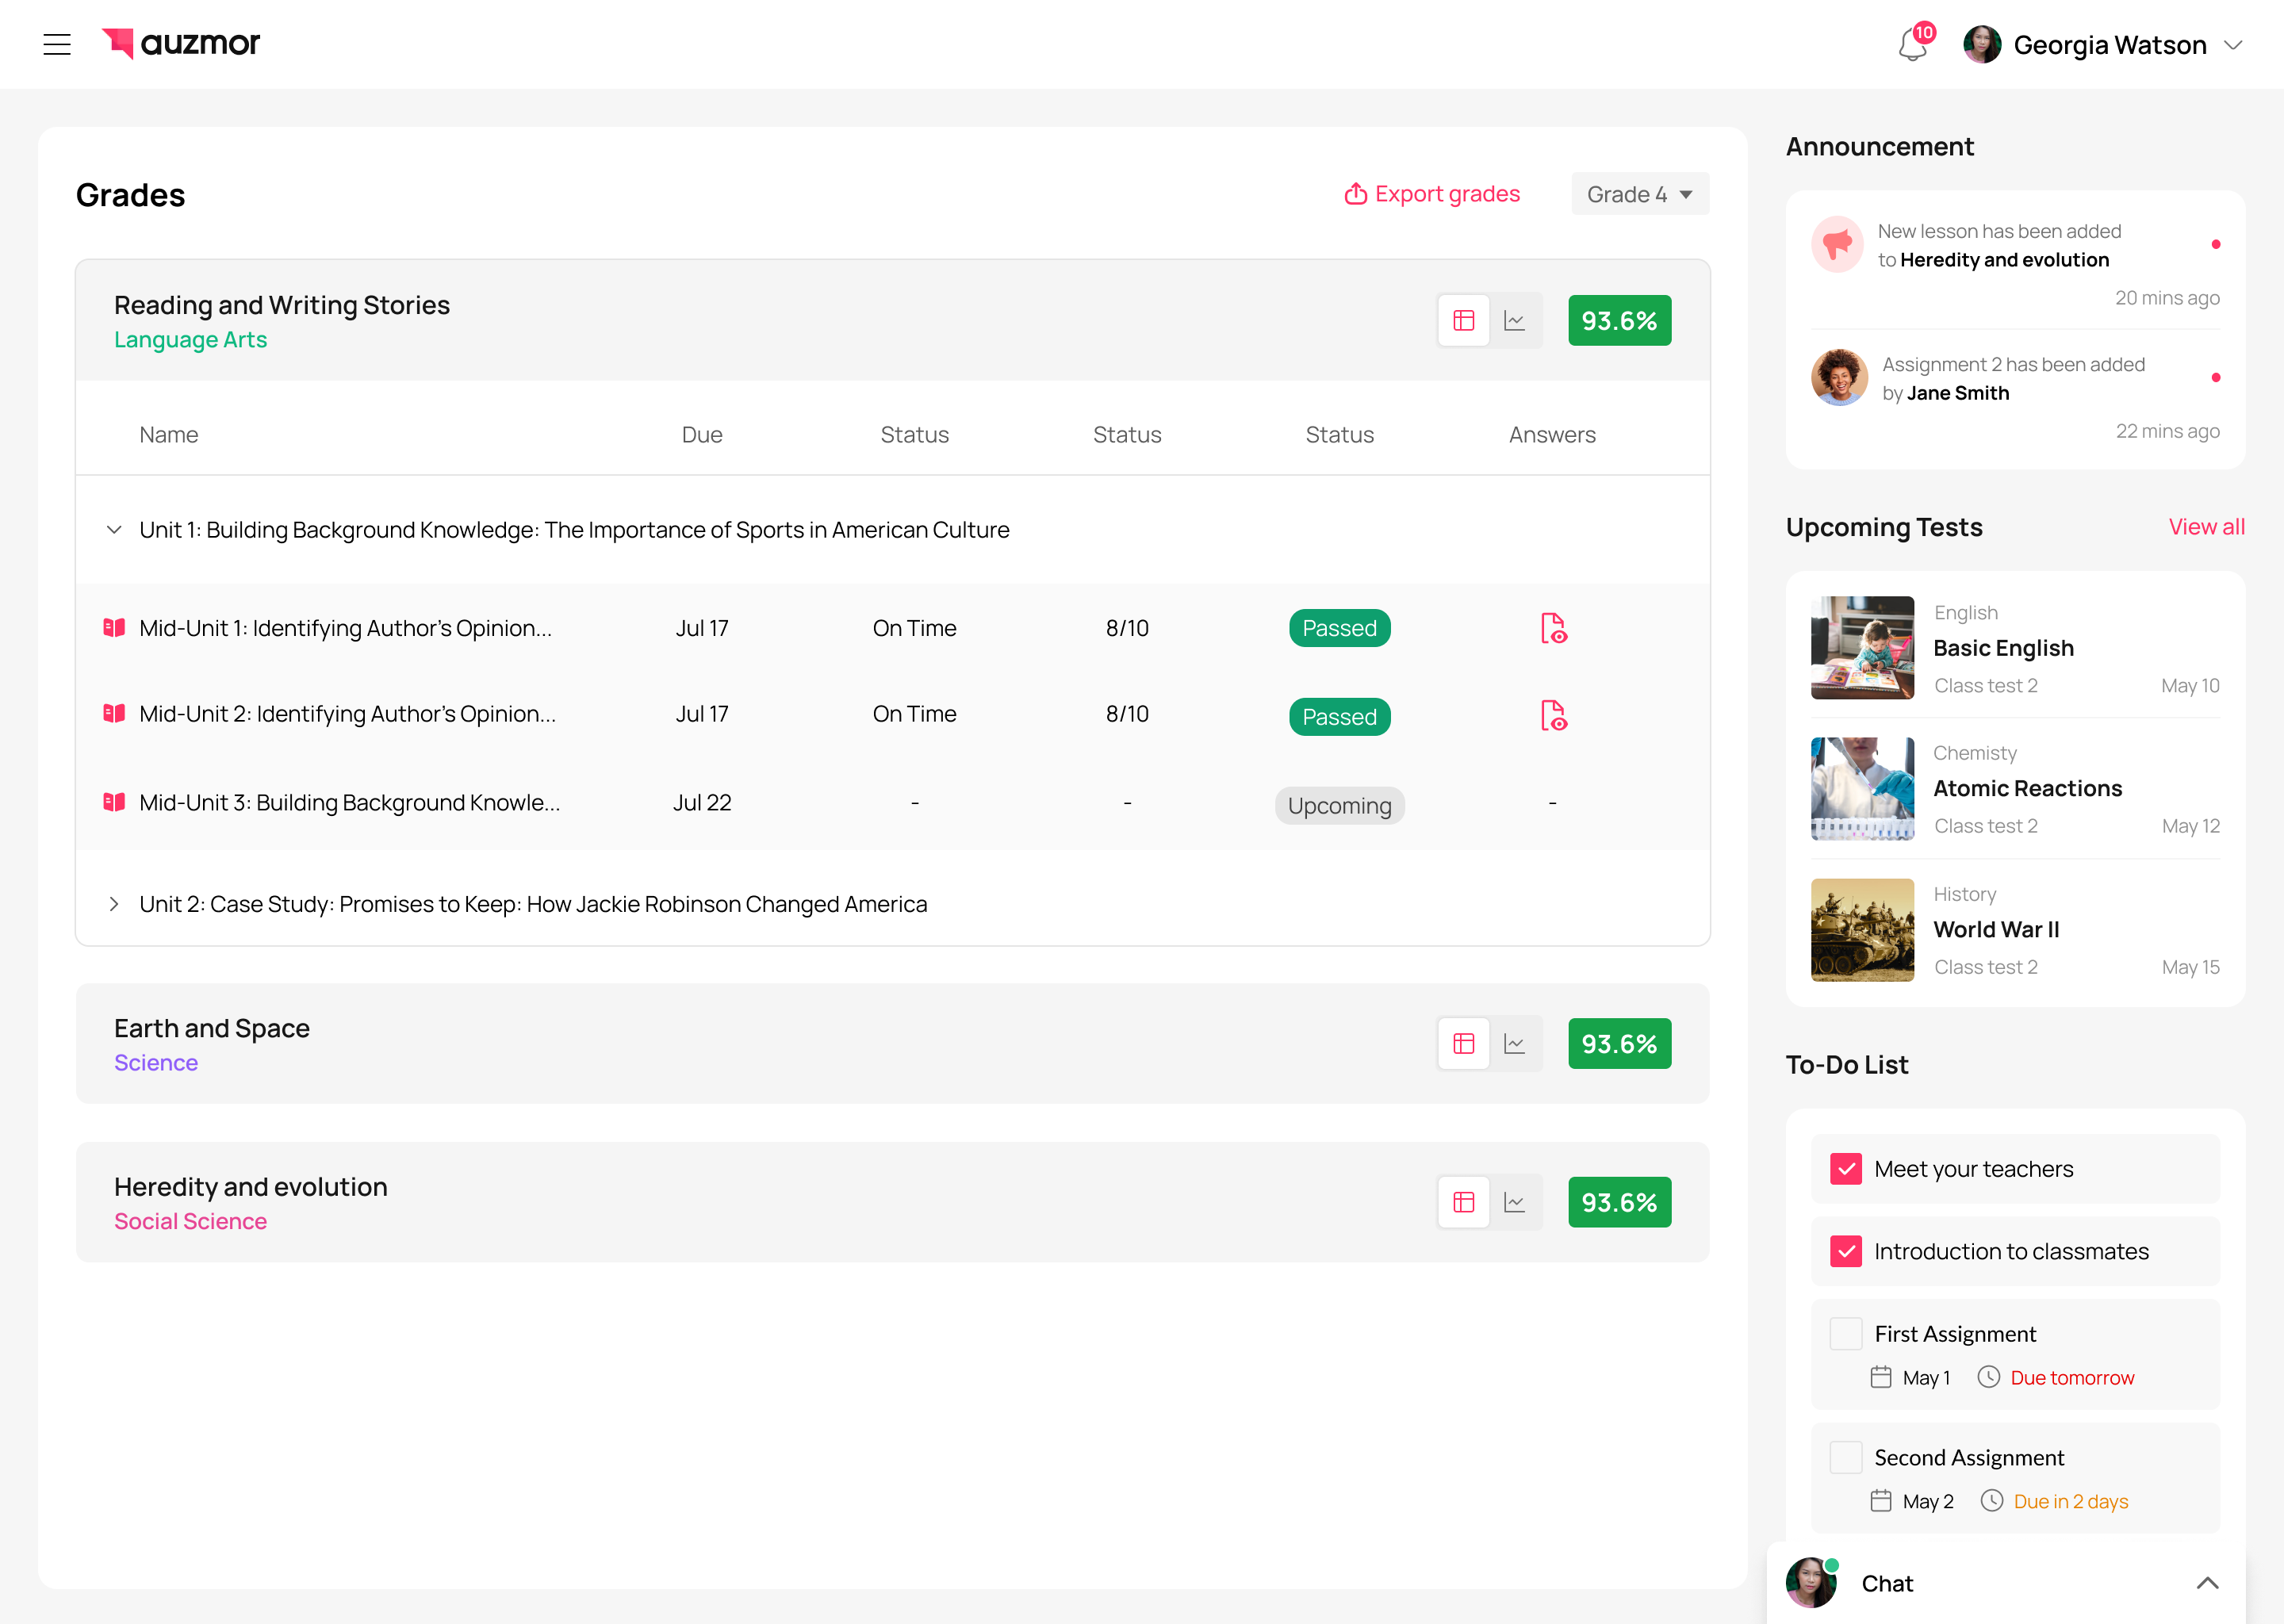 auzmor
10
Georgia Watson
Grades
Export grades
Grade 4
Reading and Writing Stories
Language Arts
93.6%
Name Due Status Status Status Answers
Unit 1: Building Background Knowledge: The Importance of Sports in American Culture
Mid-Unit 1: Identifying Author's Opinion... Jul 17 On Time 8/10 Passed
Mid-Unit 2: Identifying Author's Opinion... Jul 17 On Time 8/10 Passed
Mid-Unit 3: Building Background Knowle... Jul 22 - - Upcoming -
Unit 2: Case Study: Promises to Keep: How Jackie Robinson Changed America
Earth and Space
Science
93.6%
Heredity and evolution
Social Science
93.6%
Announcement
New lesson has been added
to Heredity and evolution
20 mins ago
Assignment 2 has been added
by Jane Smith
22 mins ago
Upcoming Tests View all
English
Basic English
Class test 2 May 10
Chemisty
Atomic Reactions
Class test 2 May 12
History
World War II
Class test 2 May 15
To-Do List
Meet your teachers
Introduction to classmates
First Assignment
May 1 Due tomorrow
Second Assignment
May 2 Due in 2 days
Chat